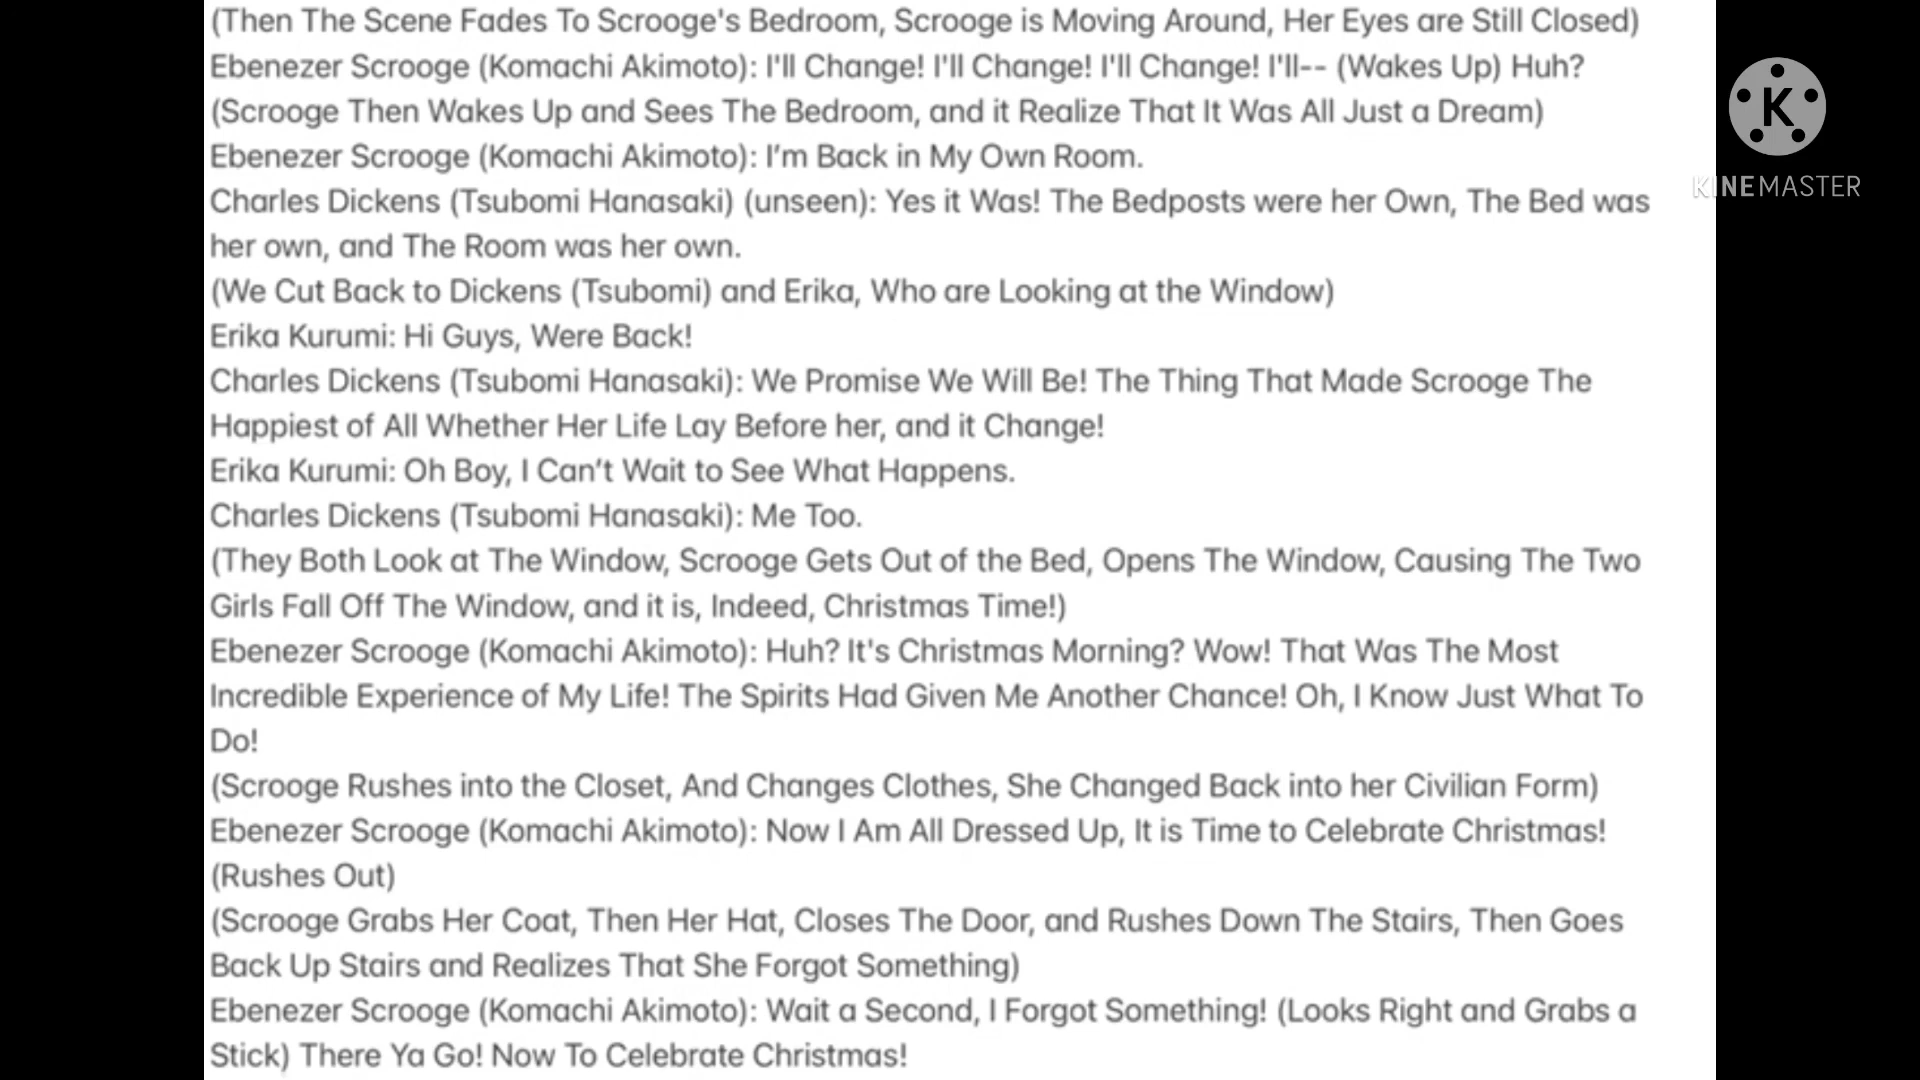 (Then The Scene Fades To Scrooge's Bedroom, Scrooge is Moving Around, Her Eyes are Still Closed)
Ebenezer Scrooge (Komachi Akimoto): I'll Change! I'll Change! I'll Change! I'll-- (Wakes Up) Huh?
(Scrooge Then Wakes Up and Sees The Bedroom, and it Realize That It Was All Just a Dream)
Ebenezer Scrooge (Komachi Akimoto): I’m Back in My Own Room.
Charles Dickens (Tsubomi Hanasaki) (unseen): Yes it Was! The Bedposts were her Own, The Bed was
her own, and The Room was her own.
(We Cut Back to Dickens (Tsubomi) and Erika, Who are Looking at the Window)
Erika Kurumi: Hi Guys, Were Back!
Charles Dickens (Tsubomi Hanasaki): We Promise We Will Be! The Thing That Made Scrooge The
Happiest of All Whether Her Life Lay Before her, and it Change!
Erika Kurumi: Oh Boy, I Can’t Wait to See What Happens.
Charles Dickens (Tsubomi Hanasaki): Me Too.
(They Both Look at The Window, Scrooge Gets Out of the Bed, Opens The Window, Causing The Two
Girls Fall Off The Window, and it is, Indeed, Christmas Time!)
Ebenezer Scrooge (Komachi Akimoto): Huh? It's Christmas Morning? Wow! That Was The Most
Incredible Experience of My Life! The Spirits Had Given Me Another Chance! Oh, I Know Just What To
Do!
(Scrooge Rushes into the Closet, And Changes Clothes, She Changed Back into her Civilian Form)
Ebenezer Scrooge (Komachi Akimoto): Now I Am All Dressed Up, It is Time to Celebrate Christmas!
(Rushes Out)
(Scrooge Grabs Her Coat, Then Her Hat, Closes The Door, and Rushes Down The Stairs, Then Goes
Back Up Stairs and Realizes That She Forgot Something)
Ebenezer Scrooge (Komachi Akimoto): Wait a Second, I Forgot Something! (Looks Right and Grabs a
Stick) There Ya Go! Now To Celebrate Christmas!
K
KINEMASTER